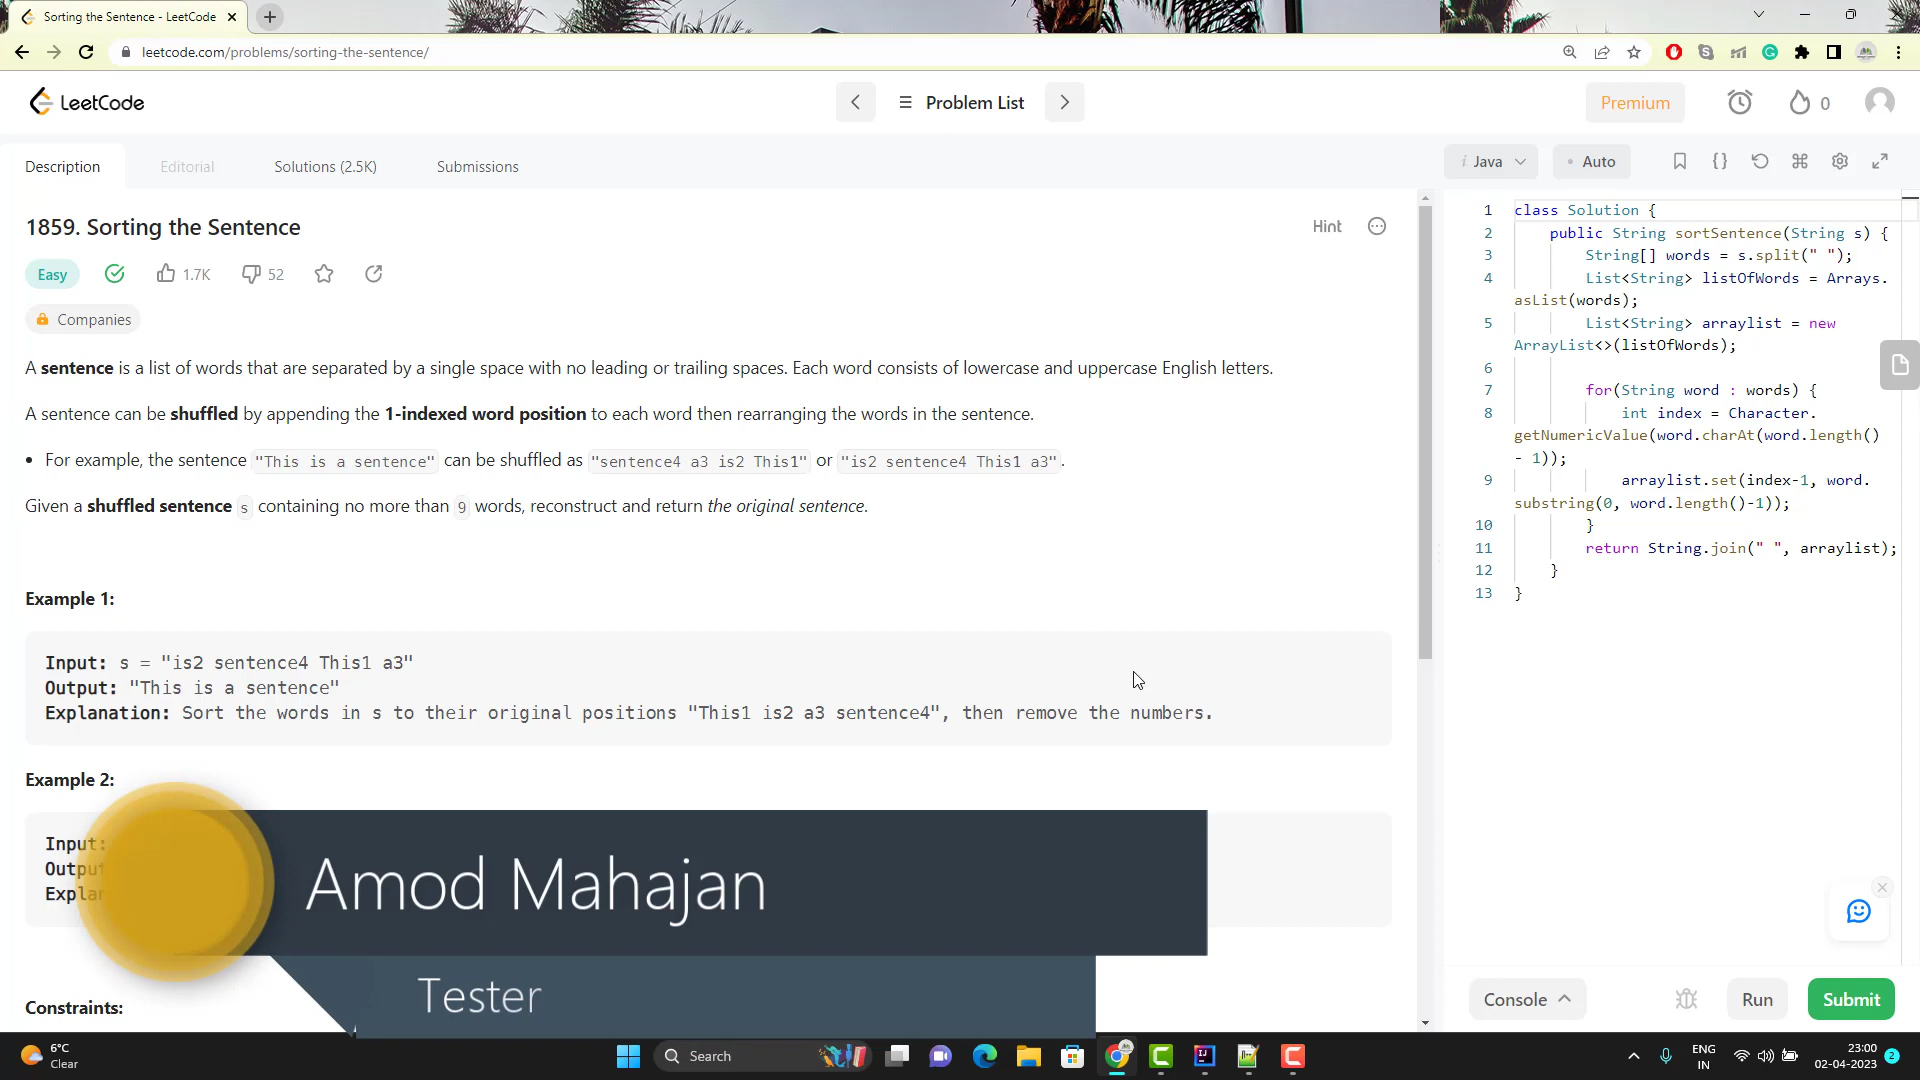 Sorting the Sentence - LeetCode
leetcode.com/problems/sorting-the-sentence/
LeetCode
Problem List
Premium
0
Description
Editorial
Solutions (2.5K)
Submissions
i Java
Auto
1859. Sorting the Sentence
Hint
Easy
1.7K
52
Companies
A sentence is a list of words that are separated by a single space with no leading or trailing spaces. Each word consists of lowercase and uppercase English letters.
A sentence can be shuffled by appending the 1-indexed word position to each word then rearranging the words in the sentence.
• For example, the sentence "This is a sentence" can be shuffled as "sentence4 a3 is2 This1" or "is2 sentence4 This1 a3".
Given a shuffled sentence s containing no more than 9 words, reconstruct and return the original sentence.
Example 1:
Input: s = "is2 sentence4 This1 a3"
Output: "This is a sentence"
Explanation: Sort the words in s to their original positions "This1 is2 a3 sentence4", then remove the numbers.
Example 2:
Input:
Constraints:
Amod Mahajan
Tester
1 class Solution {
2 public String sortSentence(String s) {
3 String[] words = s.split(" ");
4 List<String> listOfWords = Arrays.
asList(words);
5 List<String> arraylist = new
ArrayList<>(listOfWords);
6
7 for(String word : words) {
8 int index = Character.
getNumericValue(word.charAt(word.length()
- 1));
9 arraylist.set(index-1, word.
substring(0, word.length()-1));
10 }
11 return String.join(" ", arraylist);
12 }
13 }
Console
Run
Submit
6°C
Clear
Search
ENG
IN
23:00
02-04-2023
2